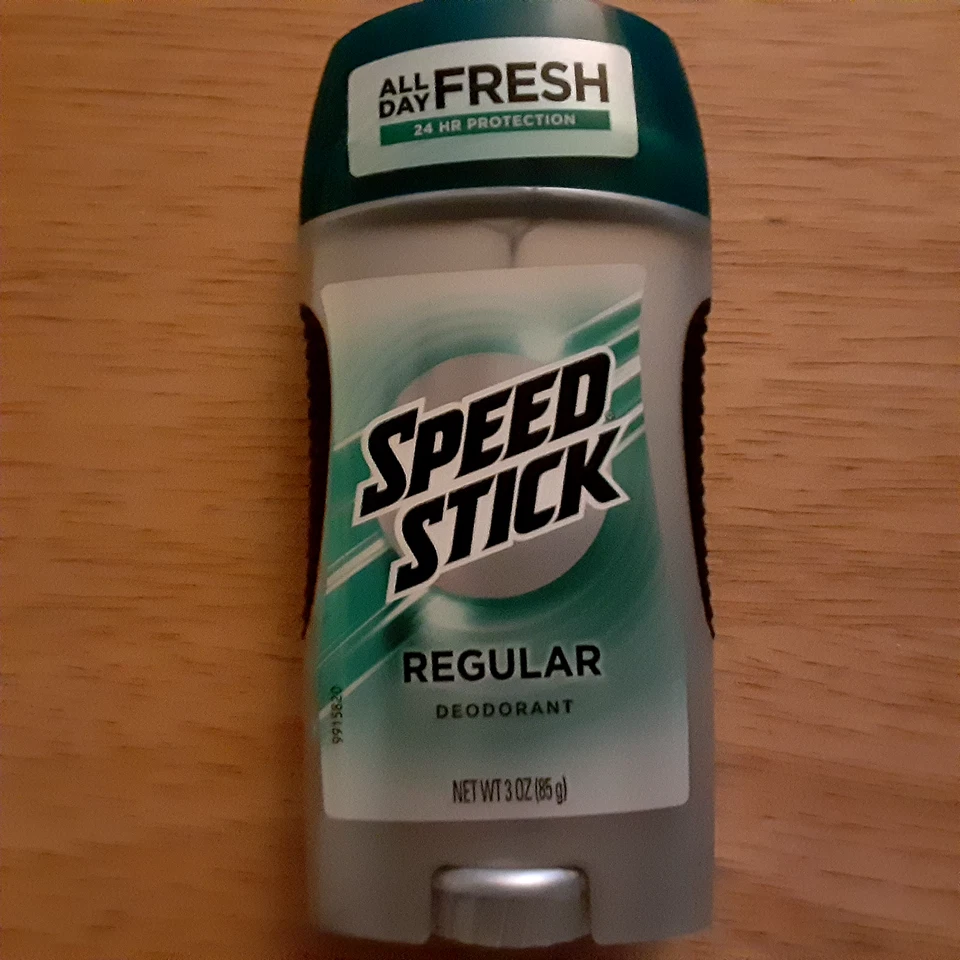 ALL DAY FRESH
24 HR PROTECTION
SPEED
STICK
REGULAR
DEODORANT
9915820
NET WT 3 OZ (85 g)